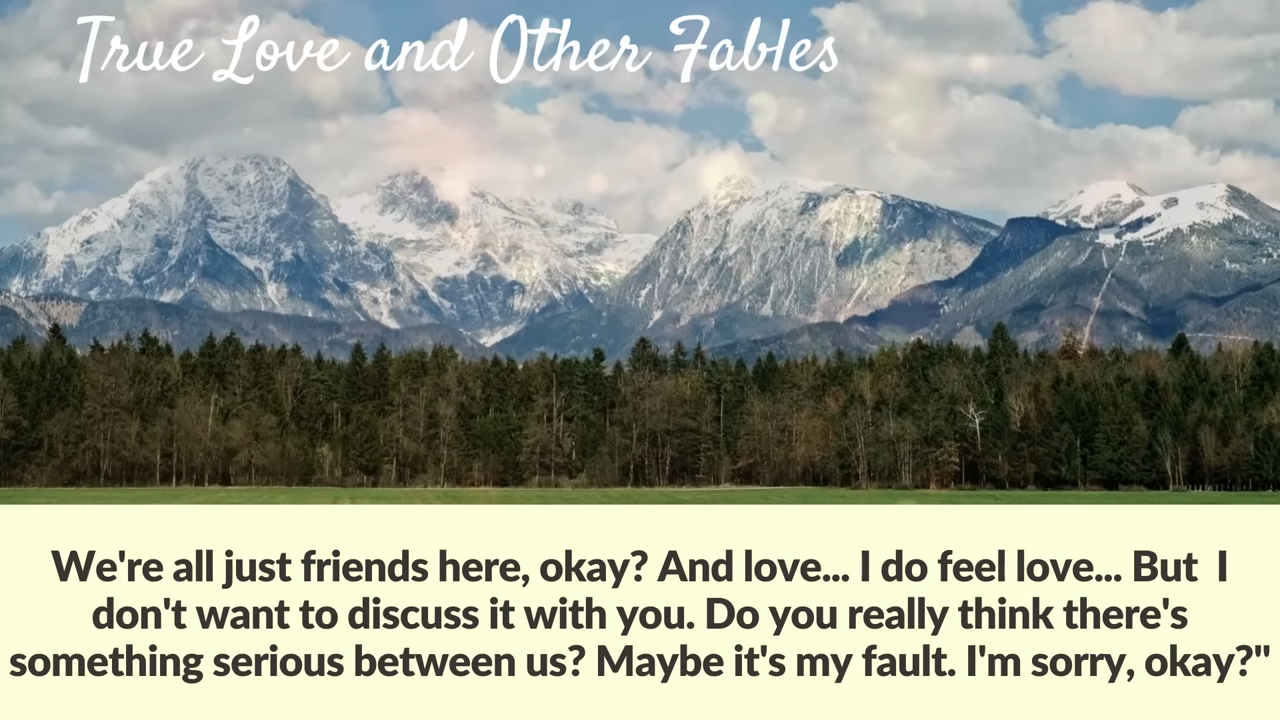 True Love and Other Fables
We're all just friends here, okay? And love... I do feel love... But  I
don't want to discuss it with you. Do you really think there's
something serious between us? Maybe it's my fault. I'm sorry, okay?"